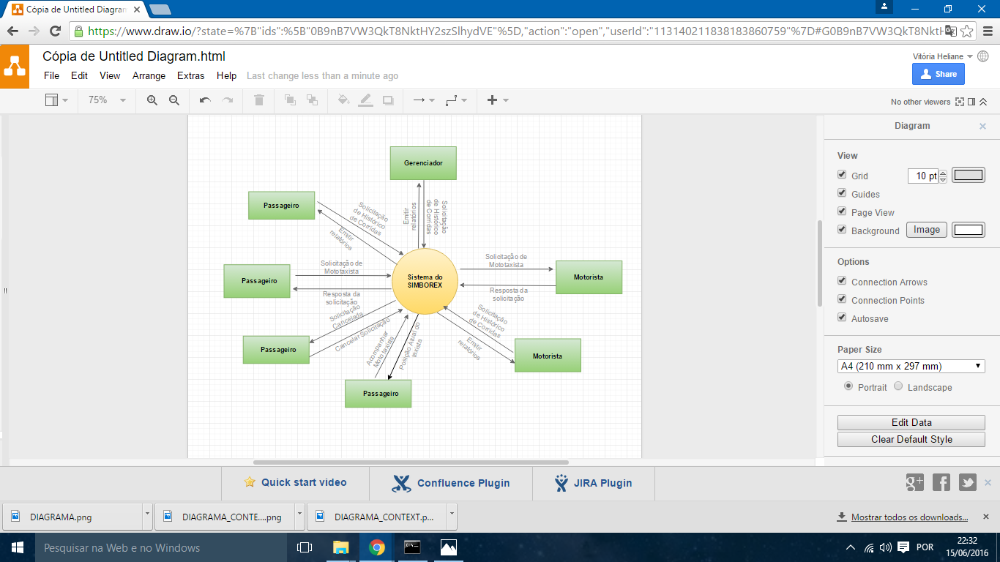 Cópia de Untitled Diagram
https://www.draw.io/?state=%7B"ids":%5B"0B9nB7VW3QkT8NktHY2szSlhydVE"%5D,"action":"open","userId":"113140211838183860759"%7D#G0B9nB7VW3QkT8NktH
Cópia de Untitled Diagram.html
Vitória Heliane
File Edit View Arrange Extras Help Last change less than a minute ago
Share
75%
No other viewers
Diagram
View
Grid 10 pt
Guides
Page View
Background Image
Options
Connection Arrows
Connection Points
Autosave
Paper Size
A4 (210 mm x 297 mm)
Portrait Landscape
Edit Data
Clear Default Style
Gerenciador
Emitir
relatórios
Solicitação
de Histórico
de Corridas
Passageiro
Solicitação
de Histórico
de Corridas
Emitir
relatórios
Passageiro
Solicitação de
Mototaxista
Resposta da
solicitação
Sistema do
SIMBOREX
Solicitação de
Mototaxista
Resposta da
solicitação
Motorista
Solicitação
Cancelada
Cancelar Solicitação
Passageiro
Acompanhar
Moto taxista
Posição Atual do
taxista
Passageiro
Solicitação
de Histórico
de Corridas
Emitir
relatórios
Motorista
Quick start video
Confluence Plugin
JIRA Plugin
DIAGRAMA.png
DIAGRAMA_CONTE....png
DIAGRAMA_CONTEXT.p...
Mostrar todos os downloads...
Pesquisar na Web e no Windows
POR
22:32
15/06/2016